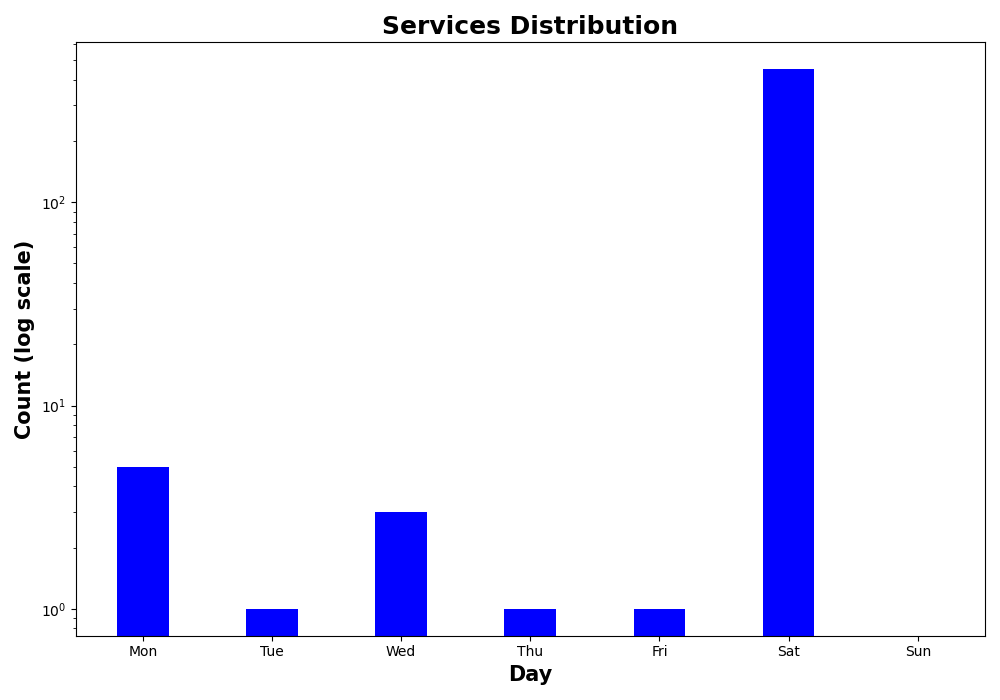 Services Distribution
Count (log scale)
10²
10¹
10⁰
Mon Tue Wed Thu Fri Sat Sun
Day